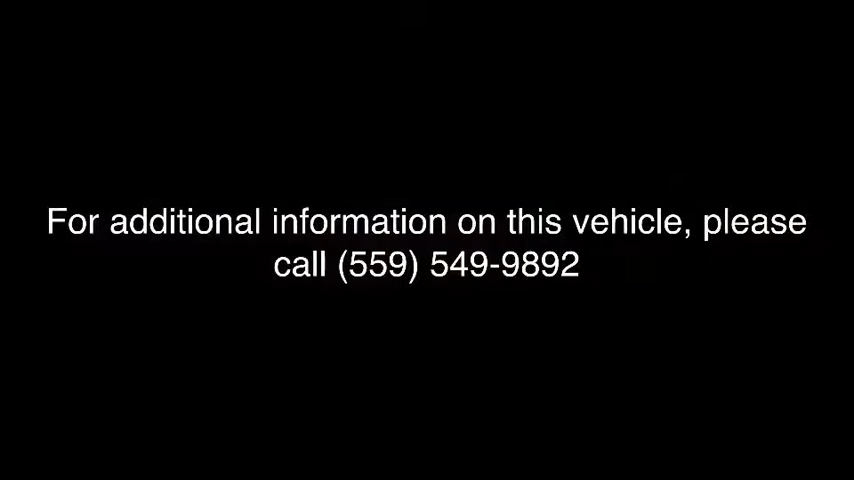 For additional information on this vehicle, please
call (559) 549-9892